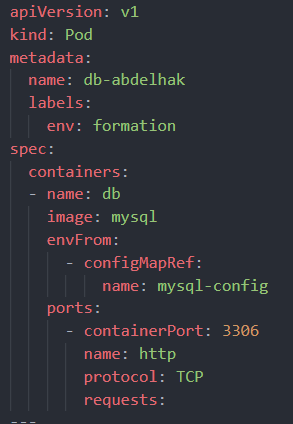 apiVersion: v1
kind: Pod
metadata:
  name: db-abdelhak
  labels:
    env: formation
spec:
  containers:
  - name: db
    image: mysql
    envFrom:
      - configMapRef:
          name: mysql-config
    ports:
      - containerPort: 3306
        name: http
        protocol: TCP
        requests:
---